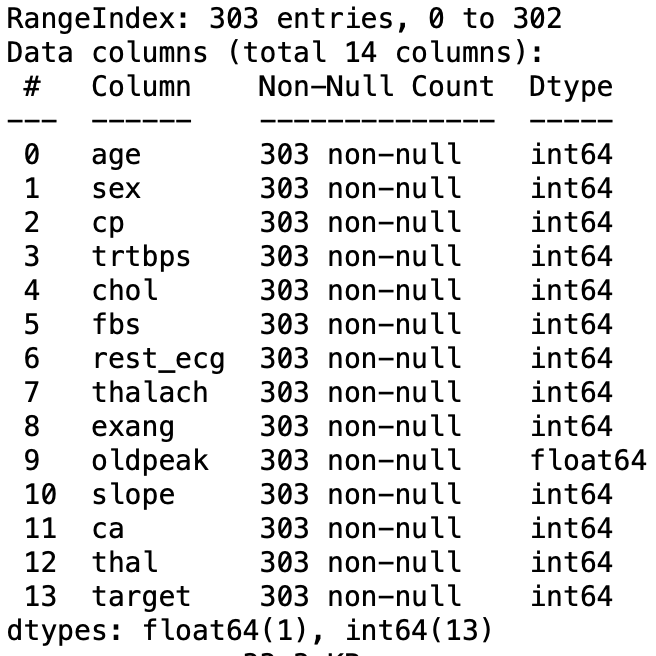 RangeIndex: 303 entries, 0 to 302
Data columns (total 14 columns):
 #   Column    Non-Null Count  Dtype
---  ------    --------------  -----
 0   age       303 non-null    int64
 1   sex       303 non-null    int64
 2   cp        303 non-null    int64
 3   trtbps    303 non-null    int64
 4   chol      303 non-null    int64
 5   fbs       303 non-null    int64
 6   rest_ecg  303 non-null    int64
 7   thalach   303 non-null    int64
 8   exang     303 non-null    int64
 9   oldpeak   303 non-null    float64
 10  slope     303 non-null    int64
 11  ca        303 non-null    int64
 12  thal      303 non-null    int64
 13  target    303 non-null    int64
dtypes: float64(1), int64(13)